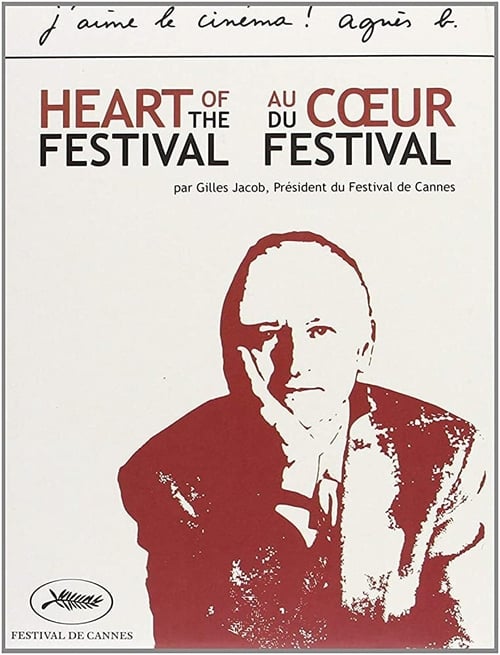 j'aime le cinéma ! agnès b.
HEART OF THE
FESTIVAL
AU DU CŒUR
FESTIVAL
par Gilles Jacob, Président du Festival de Cannes
FESTIVAL DE CANNES